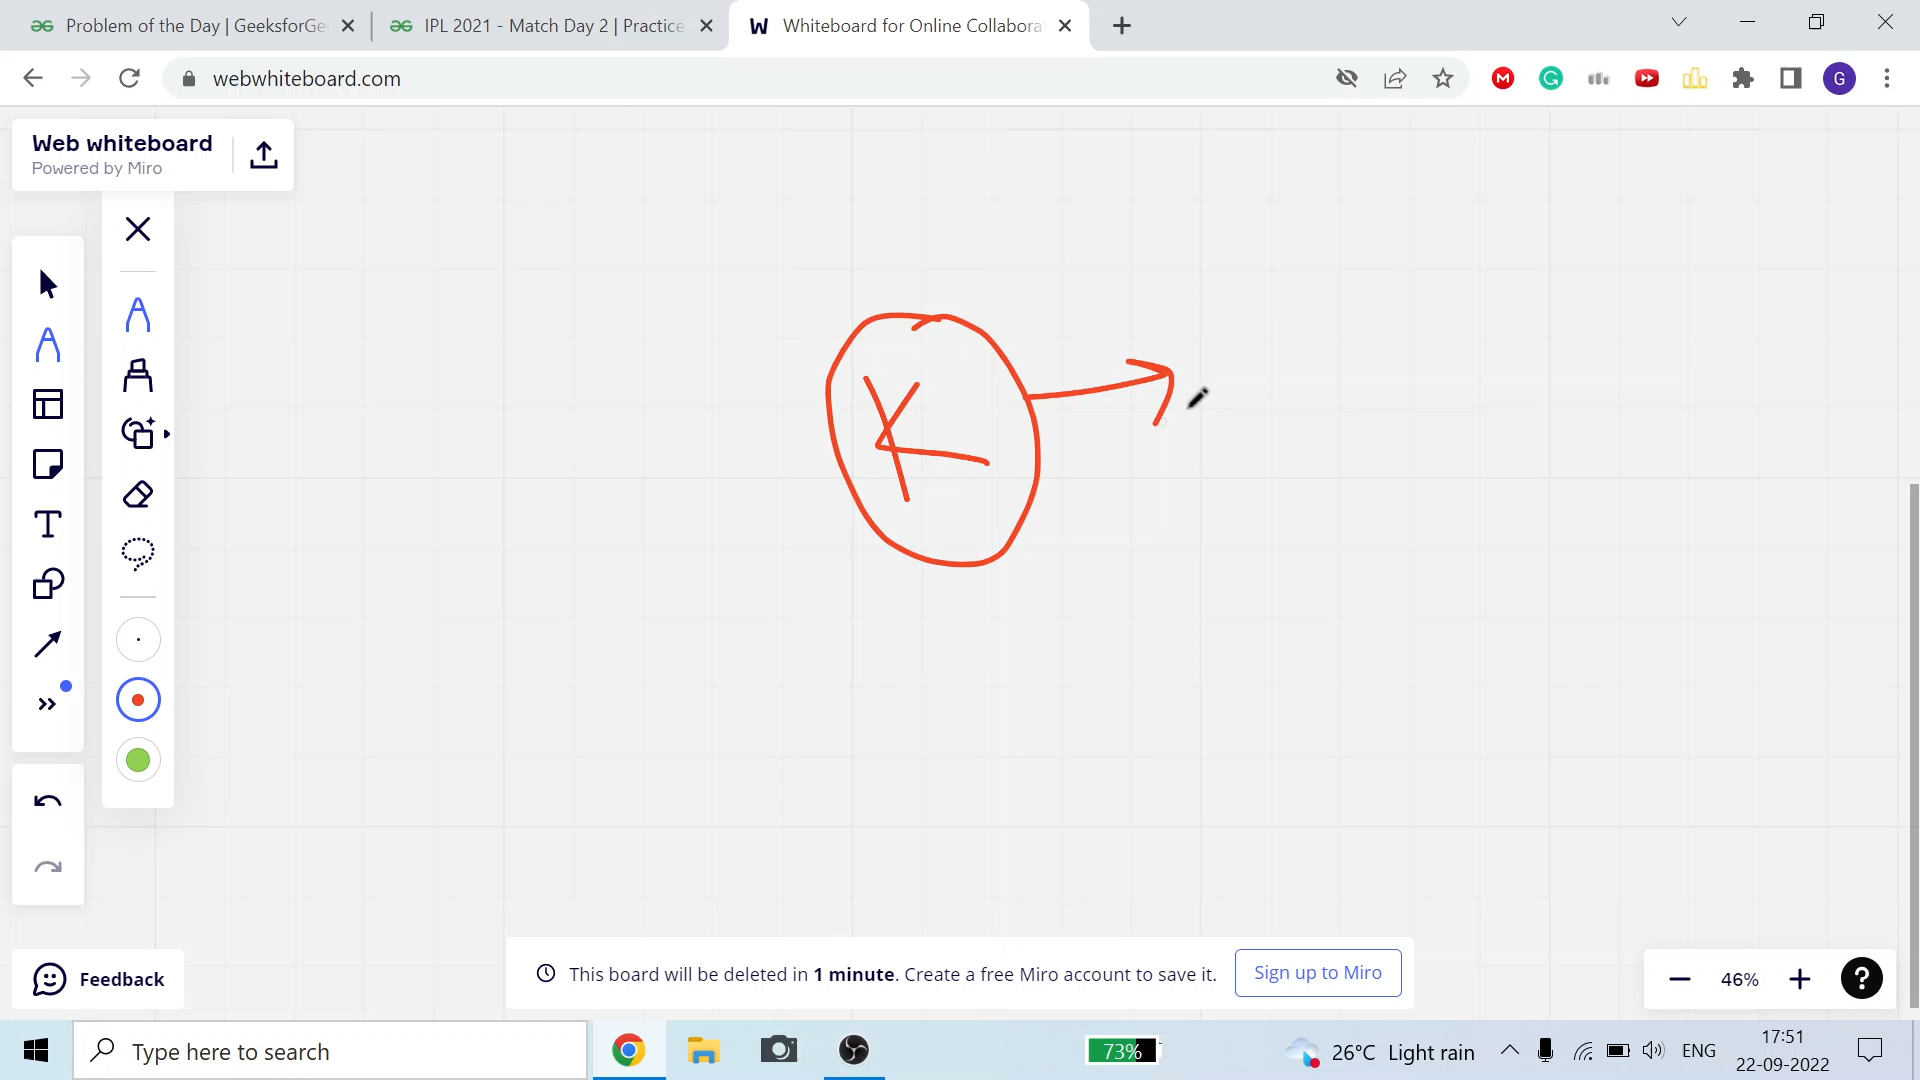 Problem of the Day | GeeksforGe
IPL 2021 - Match Day 2 | Practice
W
Whiteboard for Online Collabora
webwhiteboard.com
M
G
G
Web whiteboard
Powered by Miro
K
T
Feedback
This board will be deleted in 1 minute. Create a free Miro account to save it.
Sign up to Miro
46%
?
Type here to search
73%
26°C Light rain
ENG
17:51
22-09-2022